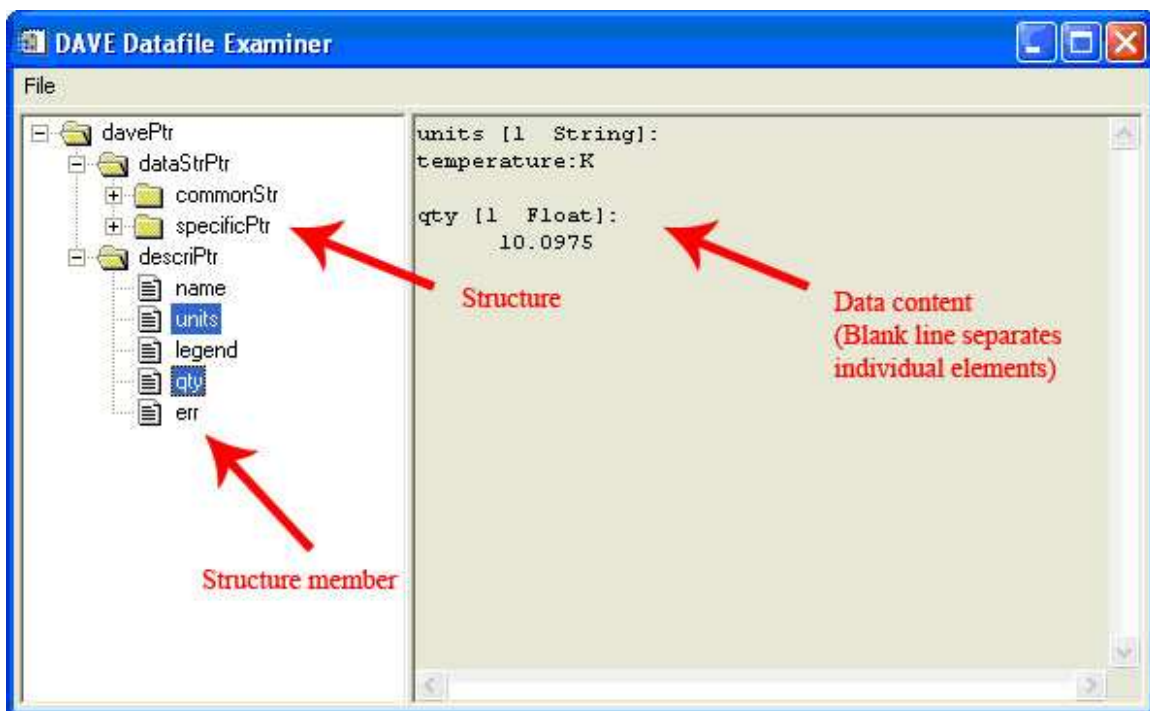 DAVE Datafile Examiner
File
davePtr
dataStrPtr
commonStr
specificPtr
descriPtr
name
units
legend
qty
err
units [1 String]:
temperature:K
qty [1 Float]:
10.0975
Structure
Data content
(Blank line separates
individual elements)
Structure member